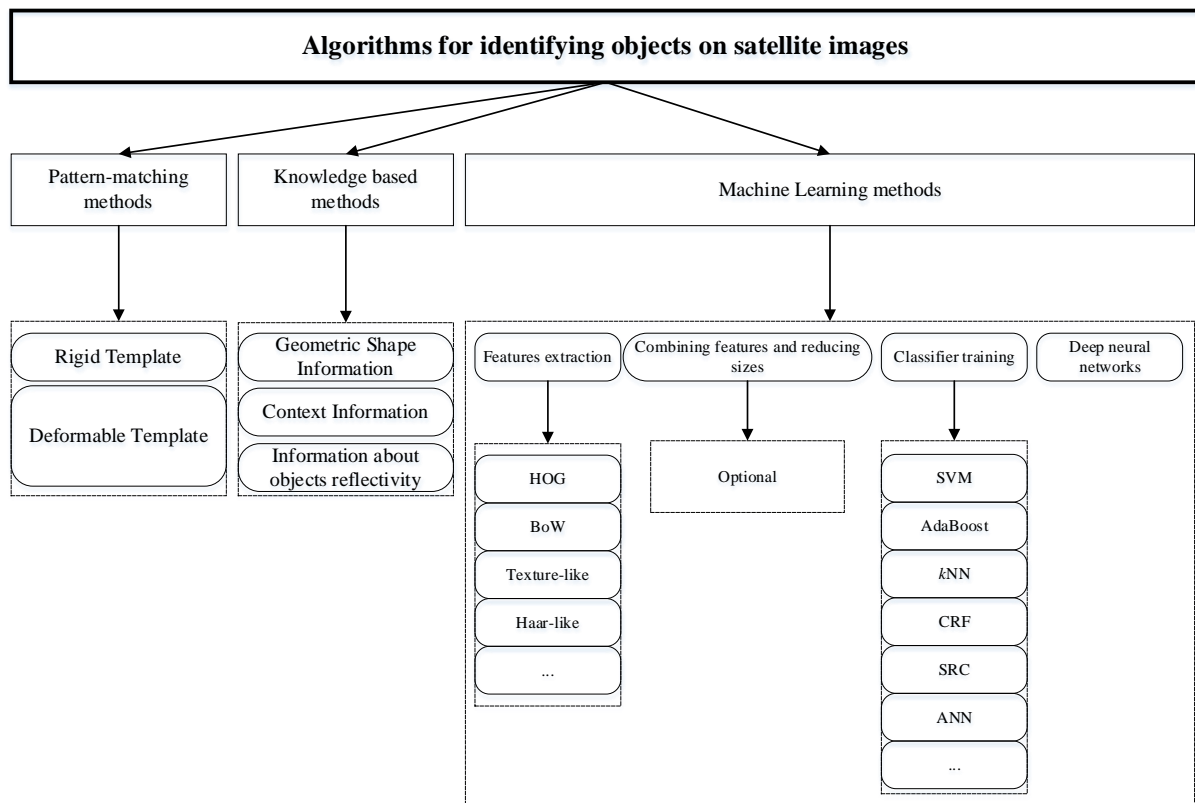 Algorithms for identifying objects on satellite images
Pattern-matching
methods
Knowledge based
methods
Machine Learning methods
Rigid Template
Deformable Template
Geometric Shape
Information
Context Information
Information about
objects reflectivity
Features extraction
Combining features and reducing
sizes
Classifier training
Deep neural
networks
HOG
BoW
Texture-like
Haar-like
...
Optional
SVM
AdaBoost
kNN
CRF
SRC
ANN
...